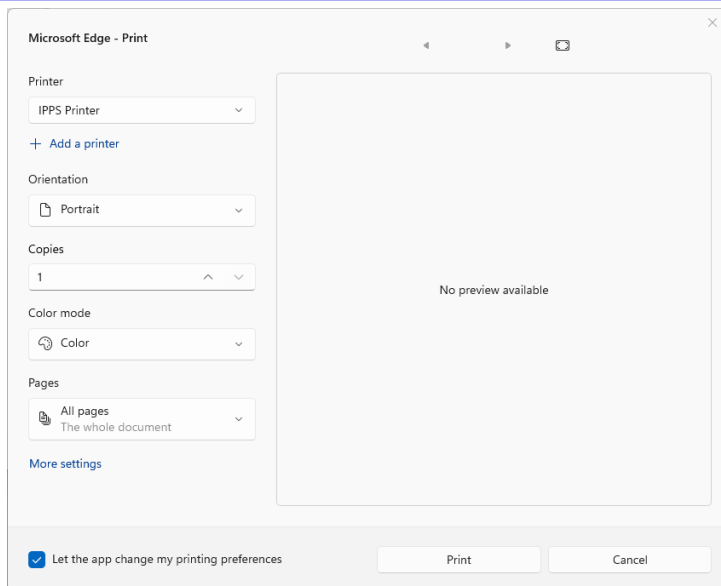 Microsoft Edge - Print
Printer
IPPS Printer
Add a printer
Orientation
Portrait
Copies
1
Color mode
Color
Pages
All pages
The whole document
More settings
No preview available
Let the app change my printing preferences
Print
Cancel